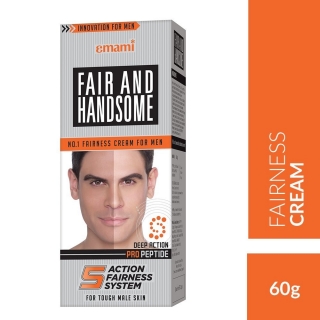 INNOVATION FOR MEN
emami
FAIR AND
HANDSOME
NO.1 FAIRNESS CREAM FOR MEN
DEEP ACTION
PRO PEPTIDE
5 ACTION
FAIRNESS
SYSTEM
FOR TOUGH MALE SKIN
FAIRNESS
CREAM
60g